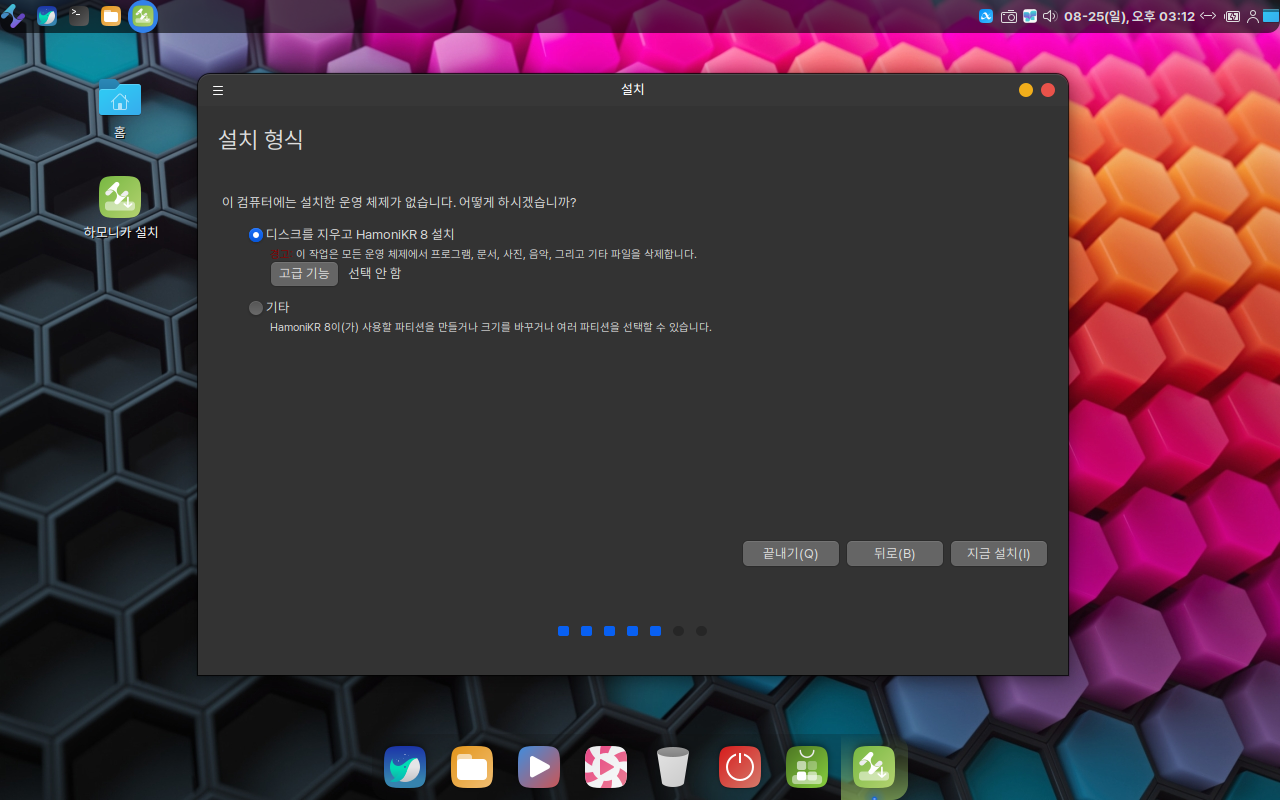 08-25(일), 오후 03:12
홈
하모니카 설치
설치
설치 형식
이 컴퓨터에는 설치한 운영 체제가 없습니다. 어떻게 하시겠습니까?
디스크를 지우고 HamoniKR 8 설치
경고: 이 작업은 모든 운영 체제에서 프로그램, 문서, 사진, 음악, 그리고 기타 파일을 삭제합니다.
고급 기능 선택 안 함
기타
HamoniKR 8이(가) 사용할 파티션을 만들거나 크기를 바꾸거나 여러 파티션을 선택할 수 있습니다.
끝내기(Q) 뒤로(B) 지금 설치(I)